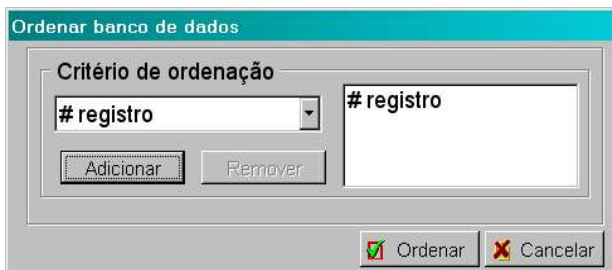 Ordenar banco de dados
Critério de ordenação
# registro
# registro
Adicionar
Remover
Ordenar
Cancelar